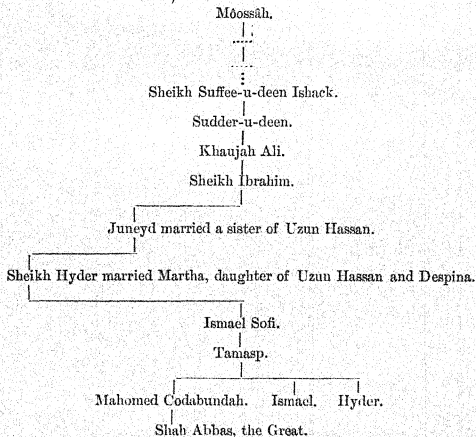 Môossâh.
Sheikh Suffee-u-deen Ishack.
Sudder-u-deen.
Khaujah Ali.
Sheikh Ibrahim.
Juneyd married a sister of Uzun Hassan.
Sheikh Hyder married Martha, daughter of Uzun Hassan and Despina.
Ismael Sofi.
Tamasp.
Mahomed Codabundah. Ismael. Hyder.
Shah Abbas, the Great.